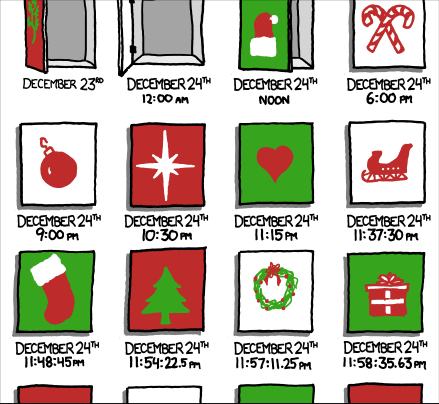 DECEMBER 23RD
DECEMBER 24TH
12:00 AM
DECEMBER 24TH
NOON
DECEMBER 24TH
6:00 PM
DECEMBER 24TH
9:00 PM
DECEMBER 24TH
10:30 PM
DECEMBER 24TH
11:15 PM
DECEMBER 24TH
11:37:30 PM
DECEMBER 24TH
11:48:45 PM
DECEMBER 24TH
11:54:22.5 PM
DECEMBER 24TH
11:57:11.25 PM
DECEMBER 24TH
11:58:35.63 PM